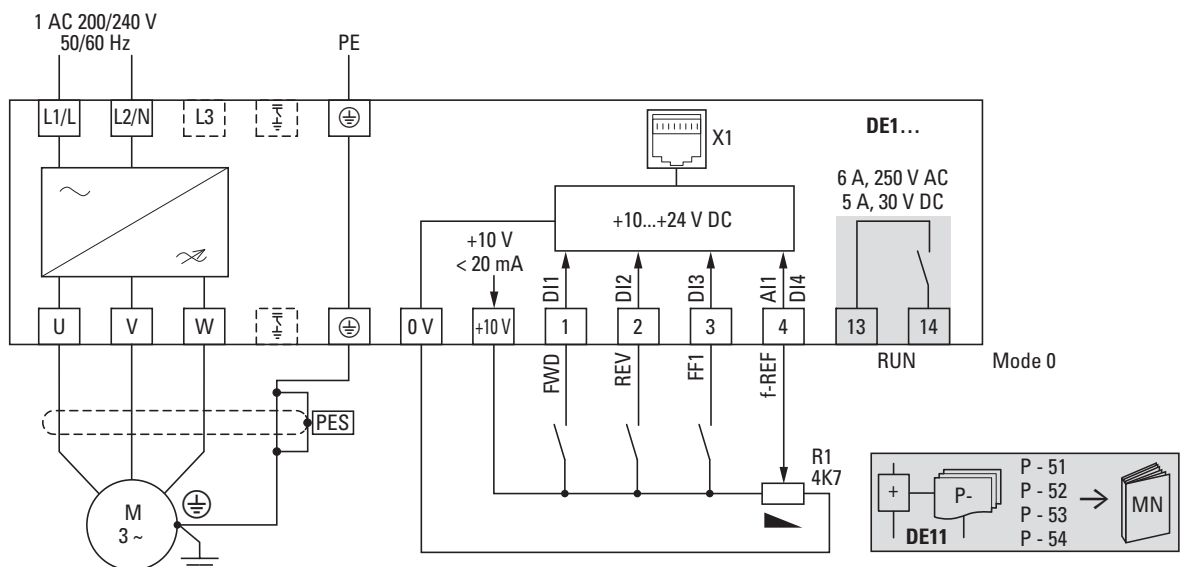 1 AC 200/240 V
50/60 Hz
PE
L1/L
L2/N
L3
X1
DE1…
6 A, 250 V AC
5 A, 30 V DC
+10...+24 V DC
+10 V
< 20 mA
DI1
DI2
DI3
AI1
DI4
U
V
W
0 V
+10 V
1
2
3
4
13
14
FWD
REV
FF1
f-REF
RUN
Mode 0
PES
R1
4K7
M
3 ~
+
P-
DE11
P - 51
P - 52
P - 53
P - 54
MN